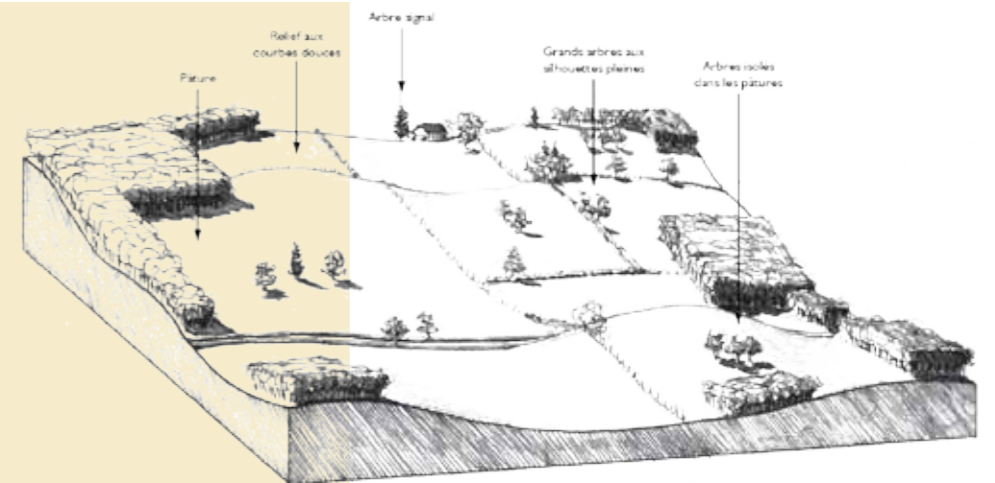 Arbre signal
Relief aux
courbes douces
Pâture
Grands arbres aux
silhouettes pleines
Arbres isolés
dans les pâtures